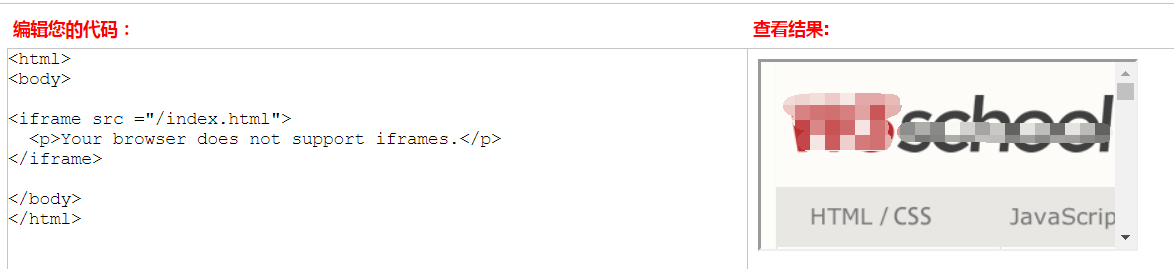 编辑您的代码：
查看结果:
<html>
<body>
<iframe src ="/index.html">
<p>Your browser does not support iframes.</p>
</iframe>
</body>
</html>
school
HTML / CSS
JavaScrip